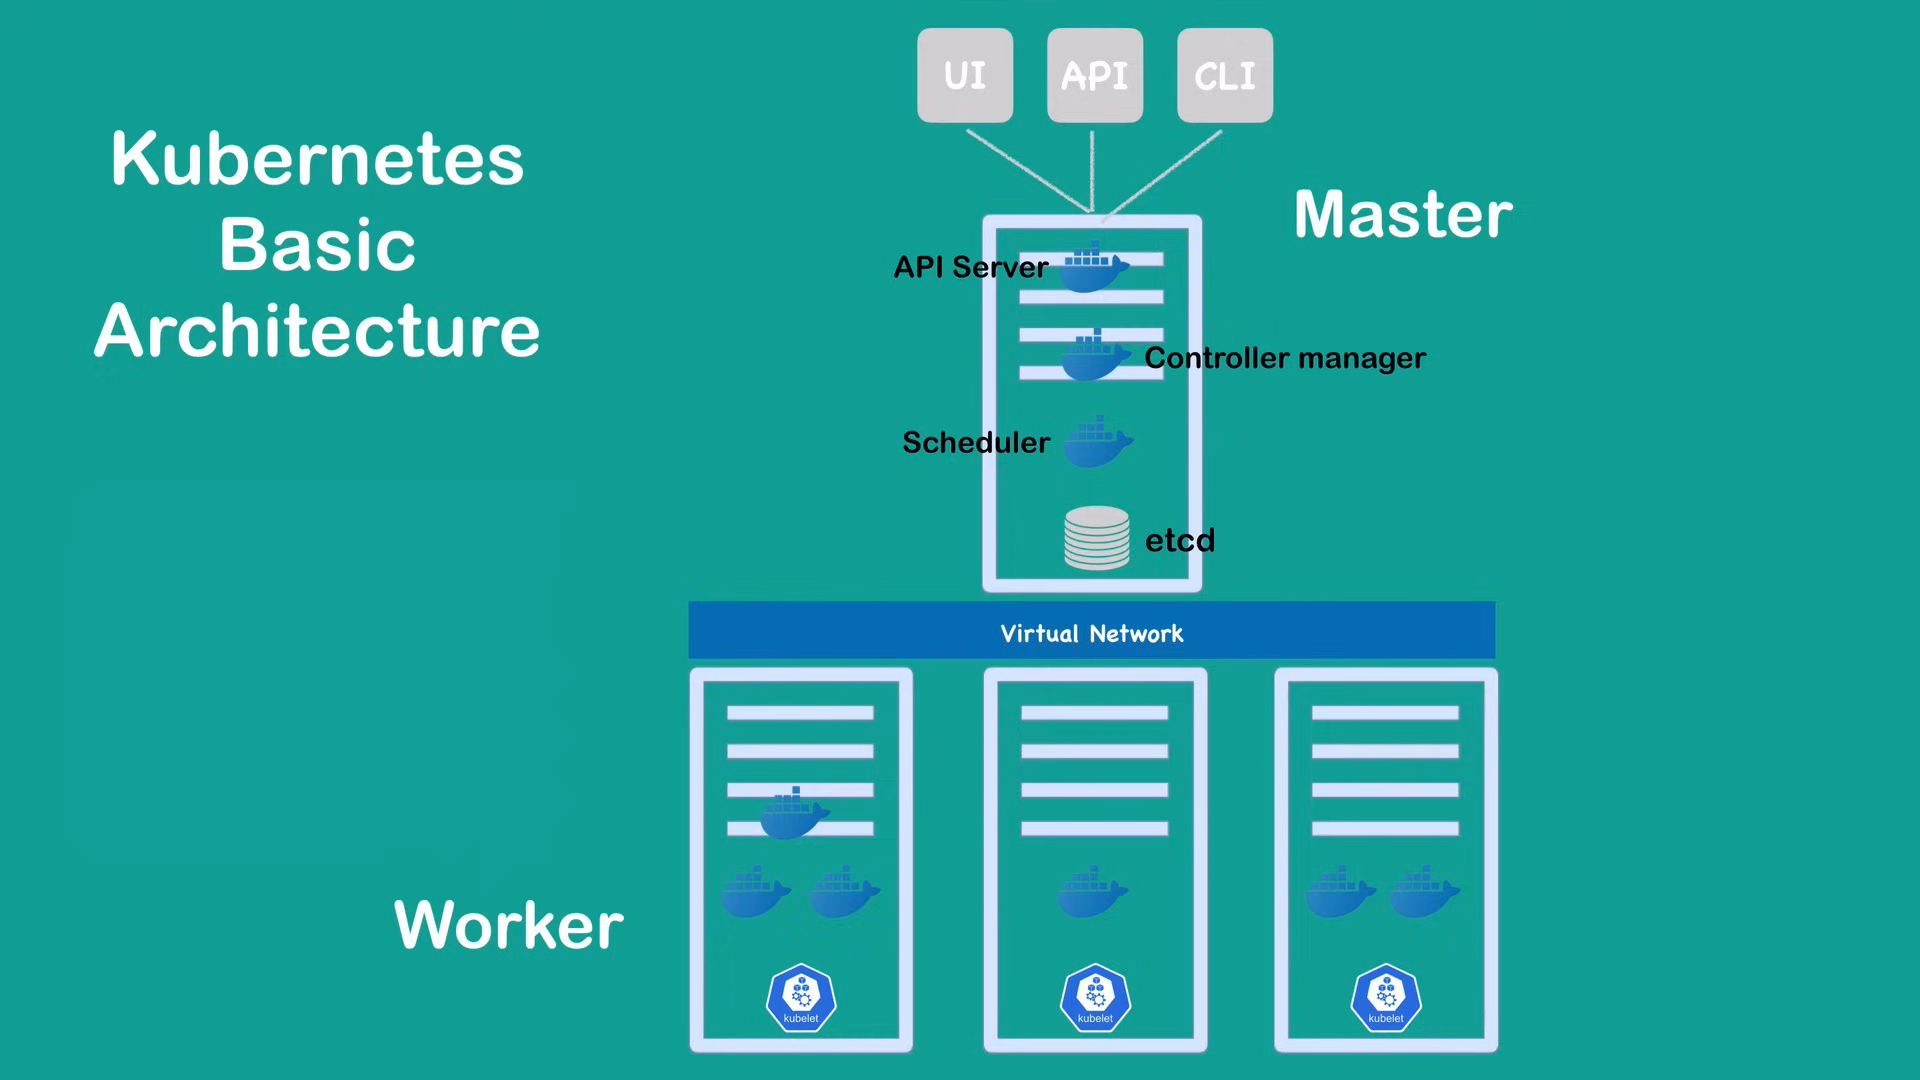 UI
API
CLI
Kubernetes
Basic
Architecture
Master
API Server
Controller manager
Scheduler
etcd
Virtual Network
Worker
kubelet
kubelet
kubelet